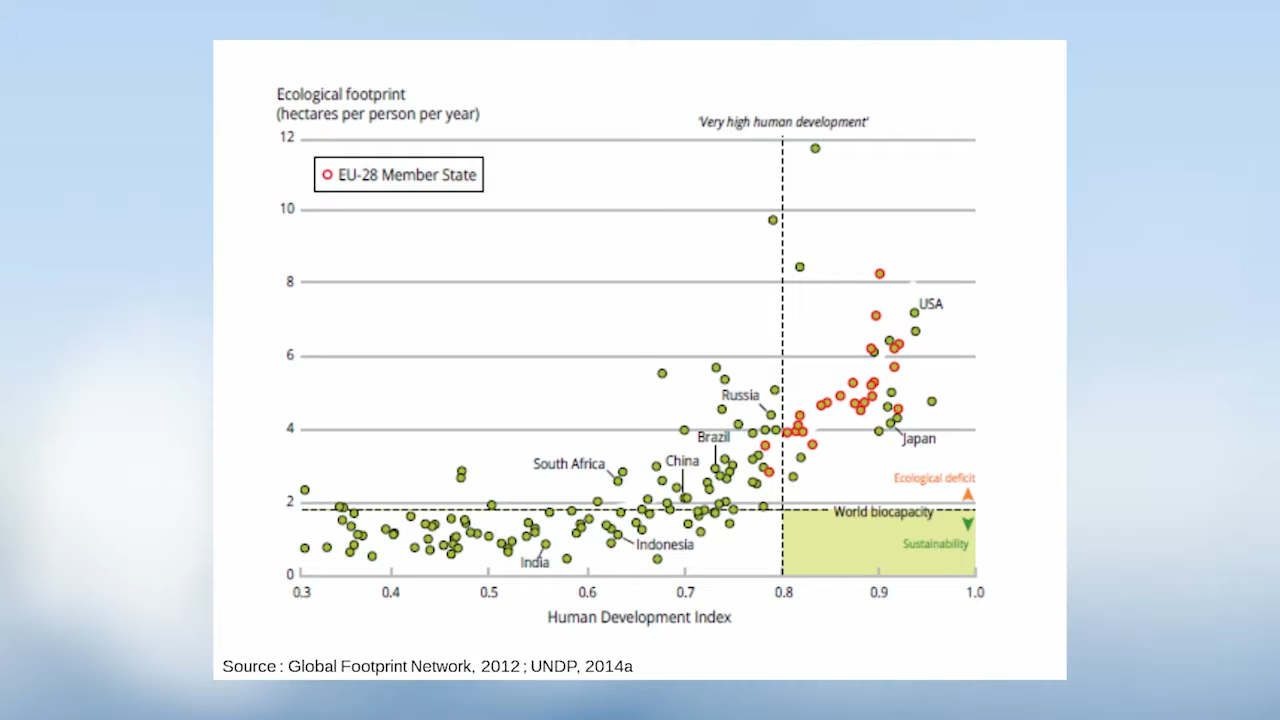 Ecological footprint
(hectares per person per year)
'Very high human development'
12
EU-28 Member State
10
8
USA
6
Russia
4
Brazil
Japan
China
South Africa
Ecological deficit
2
World biocapacity
Indonesia
Sustainability
India
0
0.3 0.4 0.5 0.6 0.7 0.8 0.9 1.0
Human Development Index
Source : Global Footprint Network, 2012 ; UNDP, 2014a